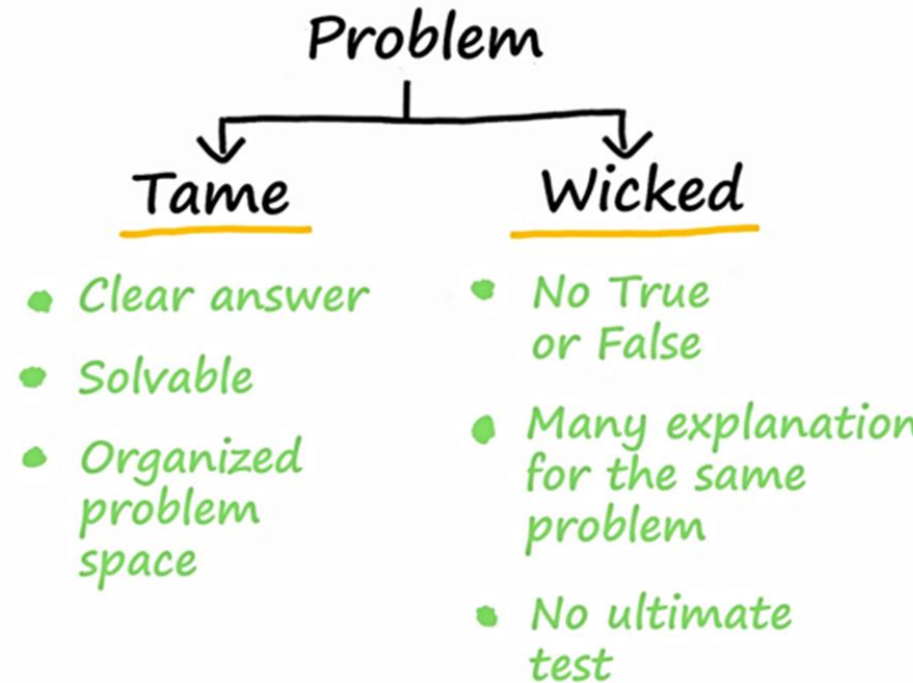 Problem
Tame
Clear answer
Solvable
Organized
problem
space
Wicked
No True
or False
Many explanation
for the same
problem
No ultimate
test